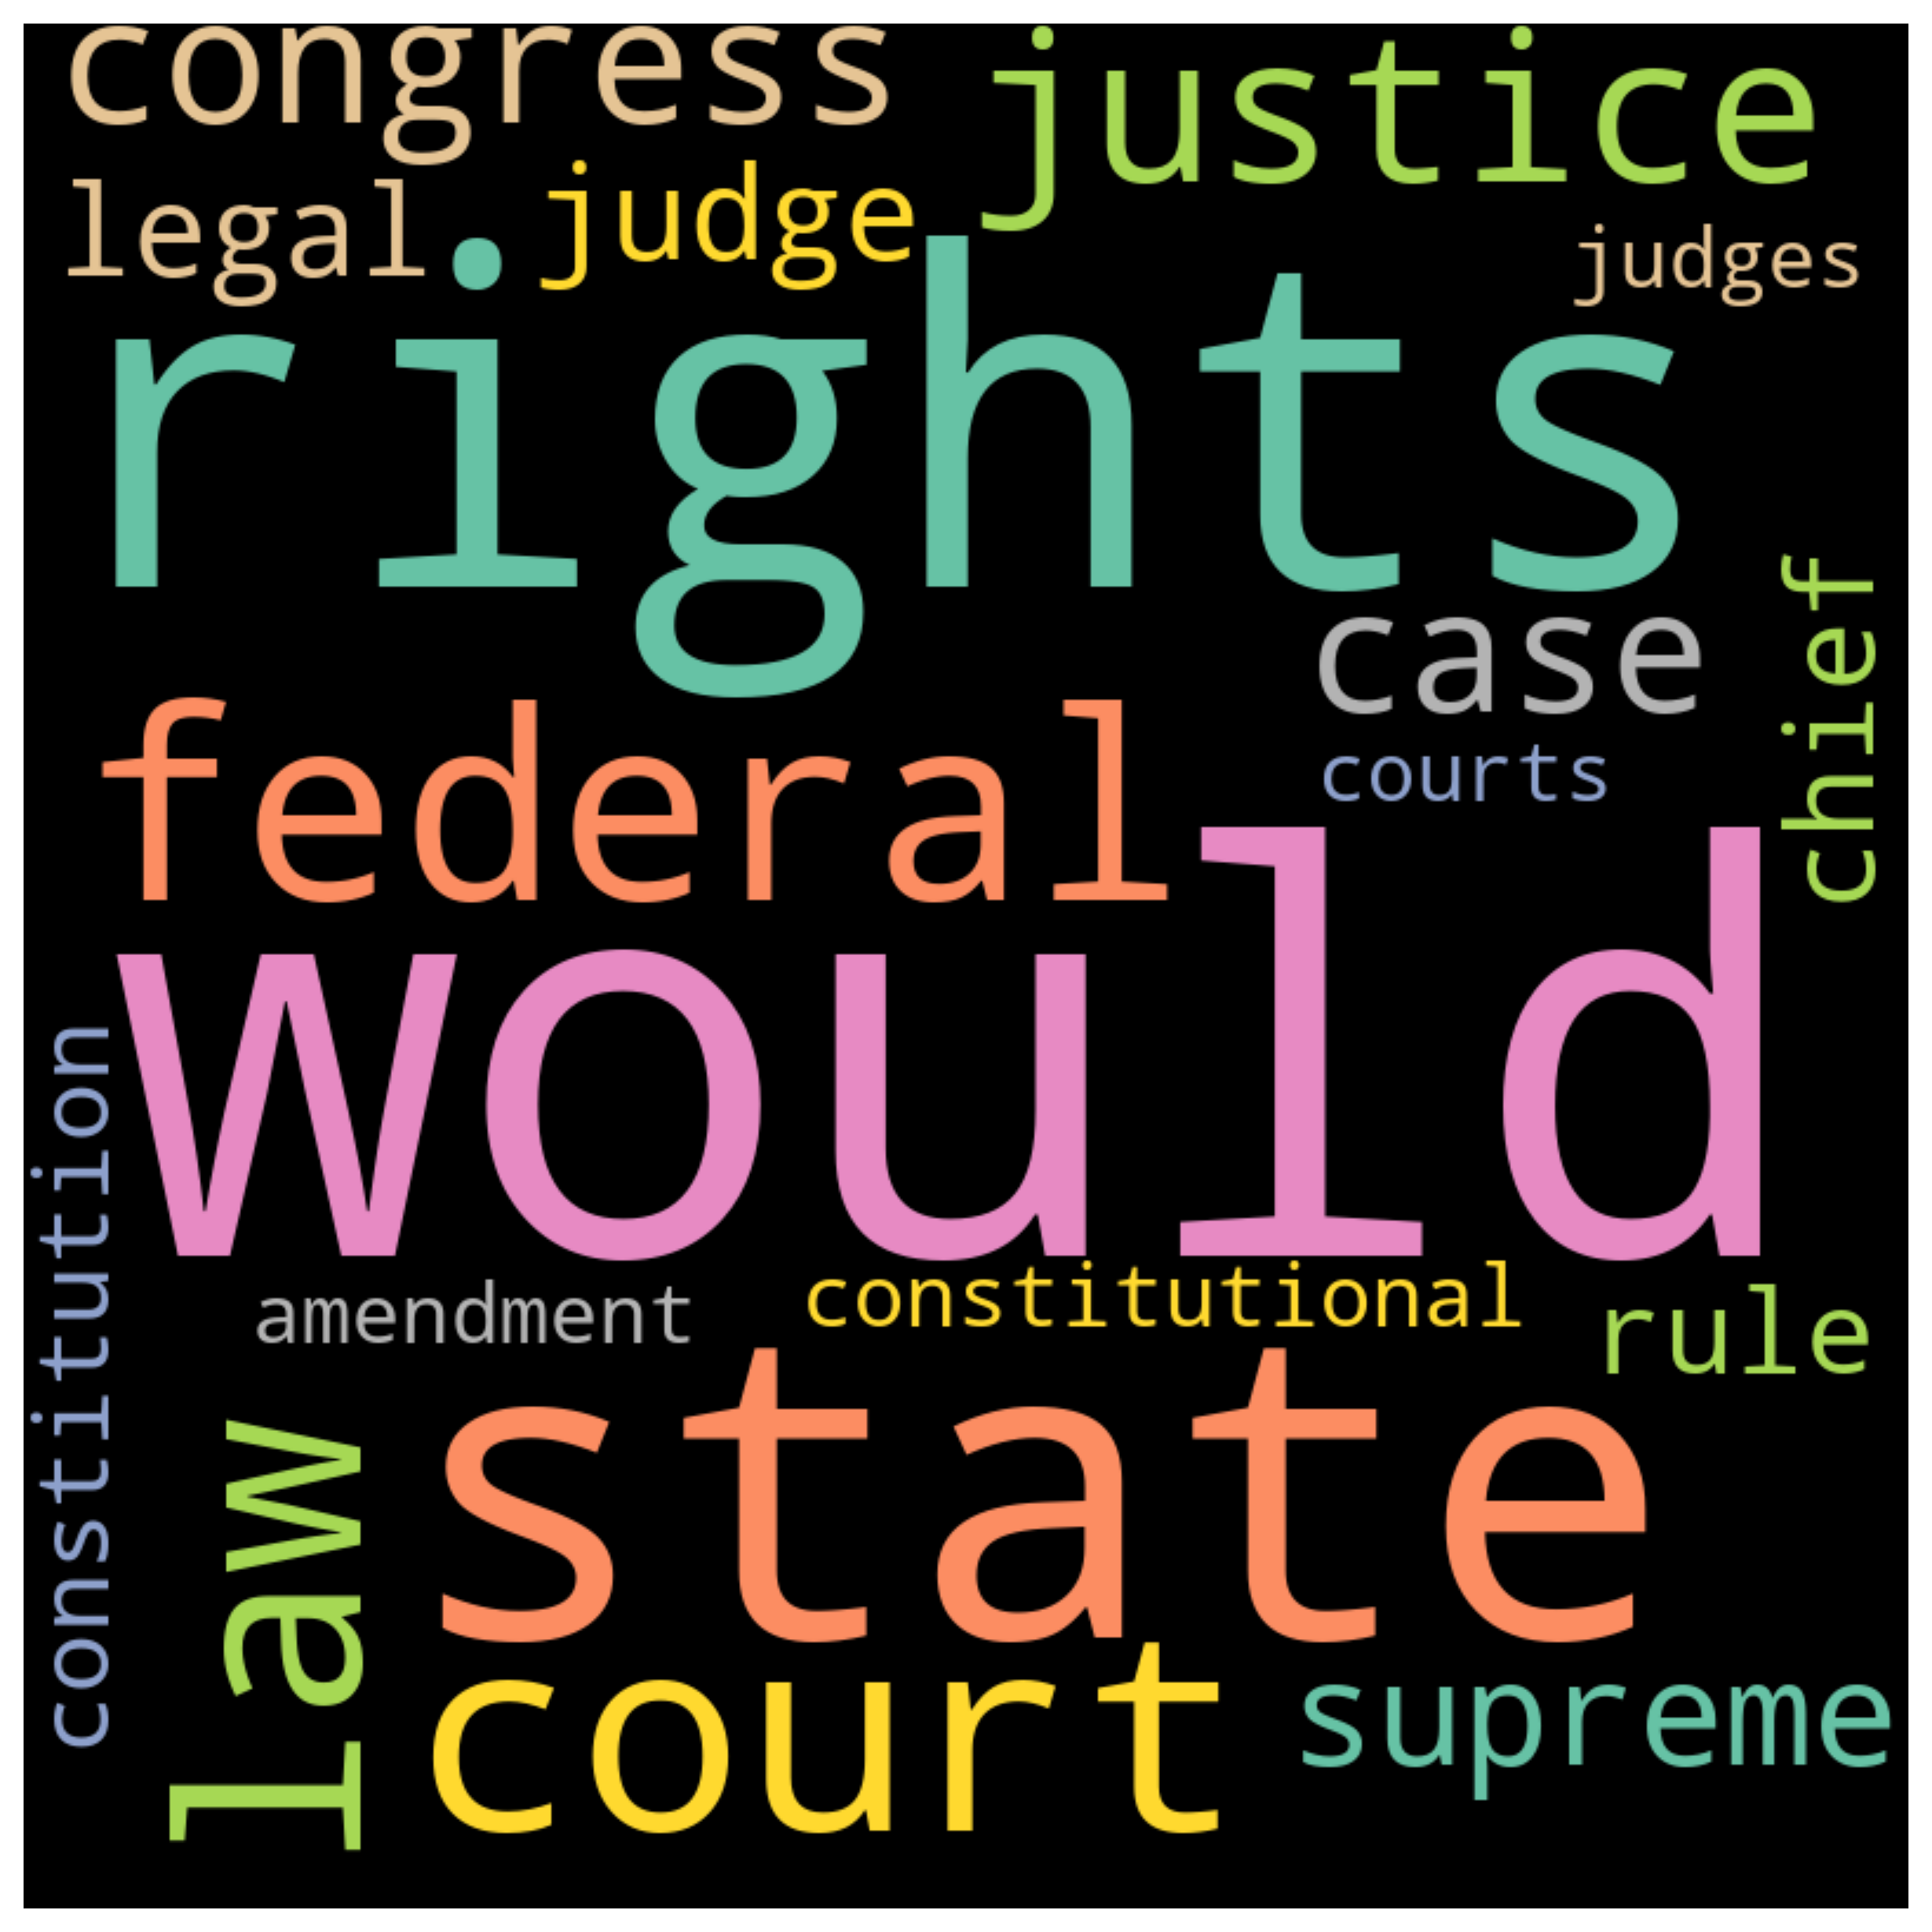 congress
justice
legal
judge
judges
rights
case
chief
federal
courts
would
constitution
amendment
constitutional
rule
law
state
court
supreme